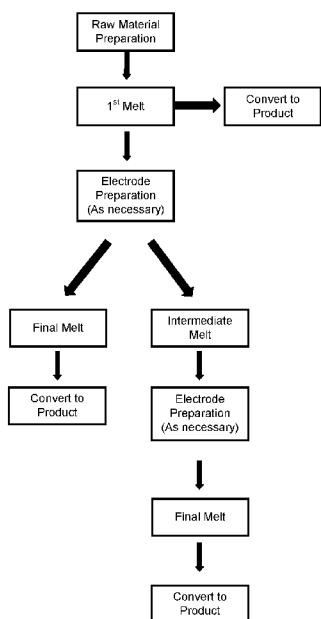 Raw Material
Preparation
1st Melt
Convert to
Product
Electrode
Preparation
(As necessary)
Final Melt
Intermediate
Melt
Convert to
Product
Electrode
Preparation
(As necessary)
Final Melt
Convert to
Product